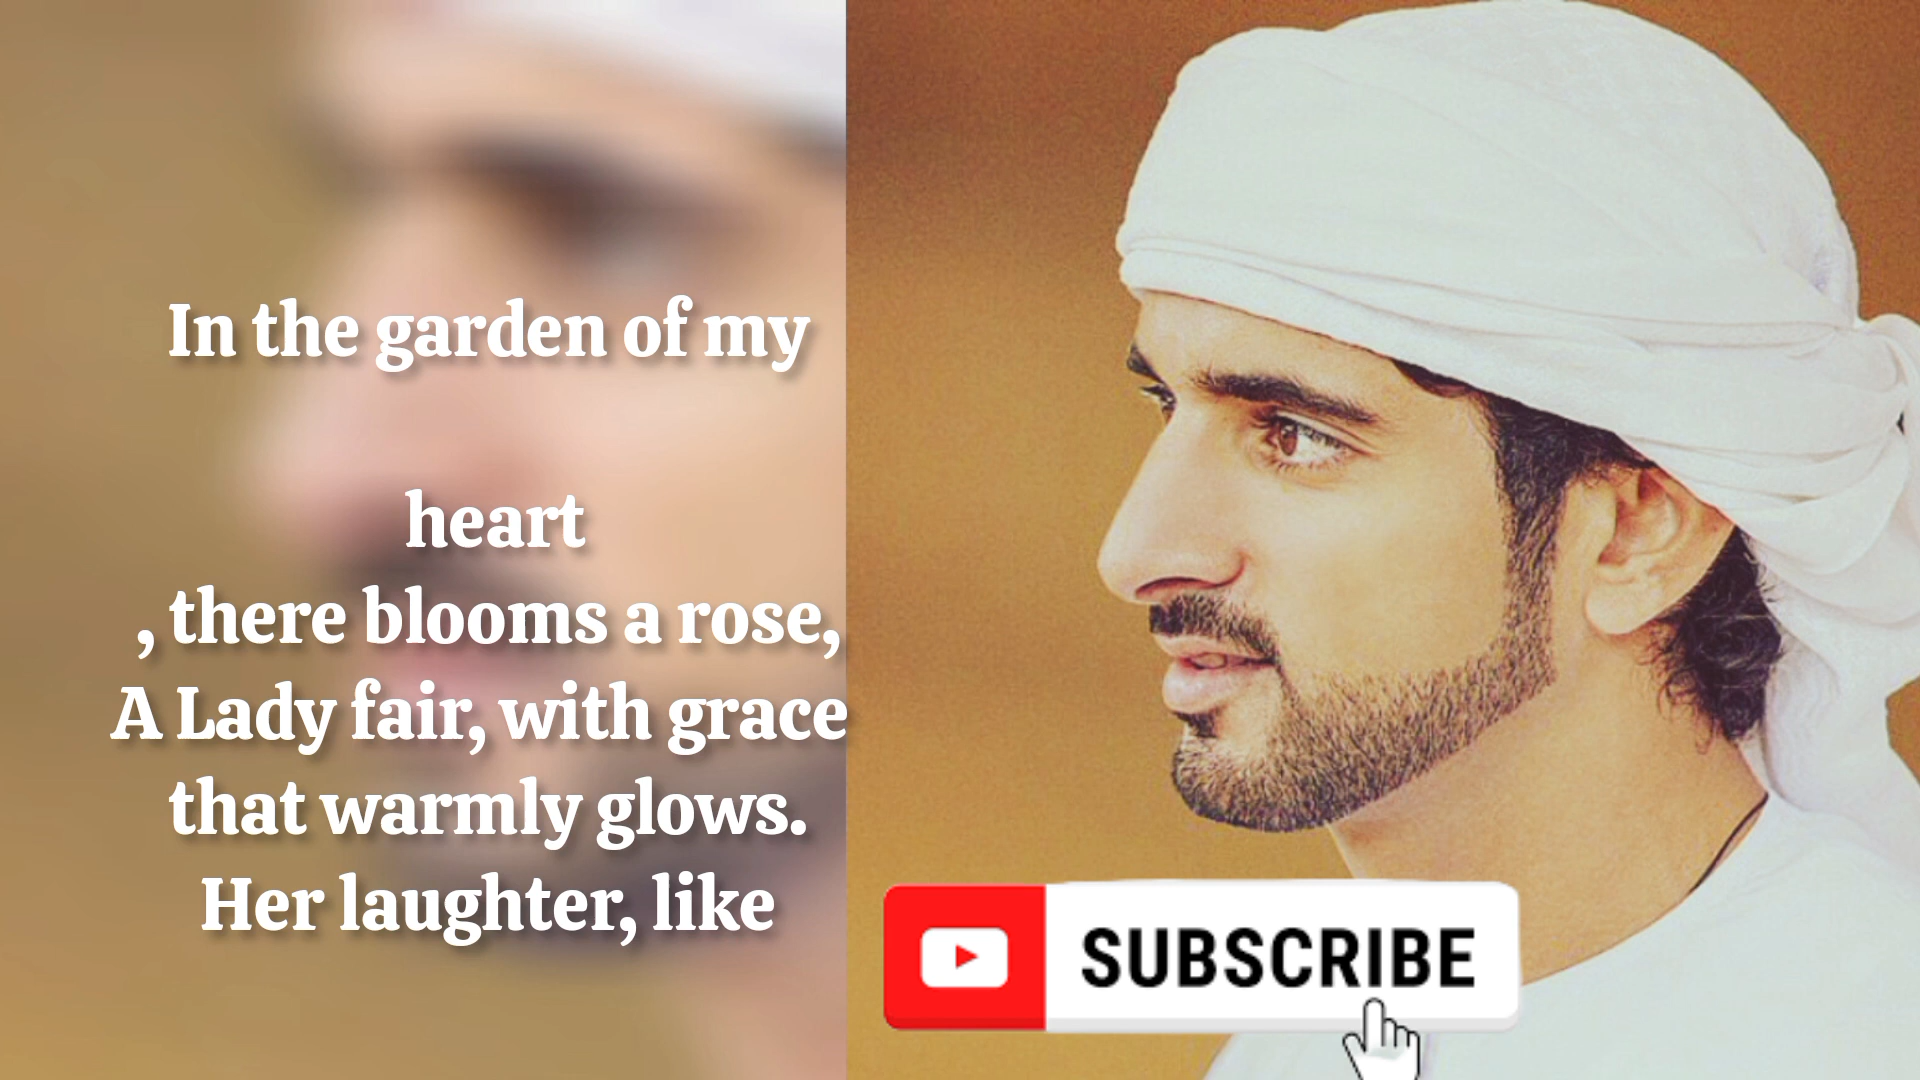 In the garden of my
heart
, there blooms a rose,
A Lady fair, with grace
that warmly glows.
Her laughter, like
SUBSCRIBE